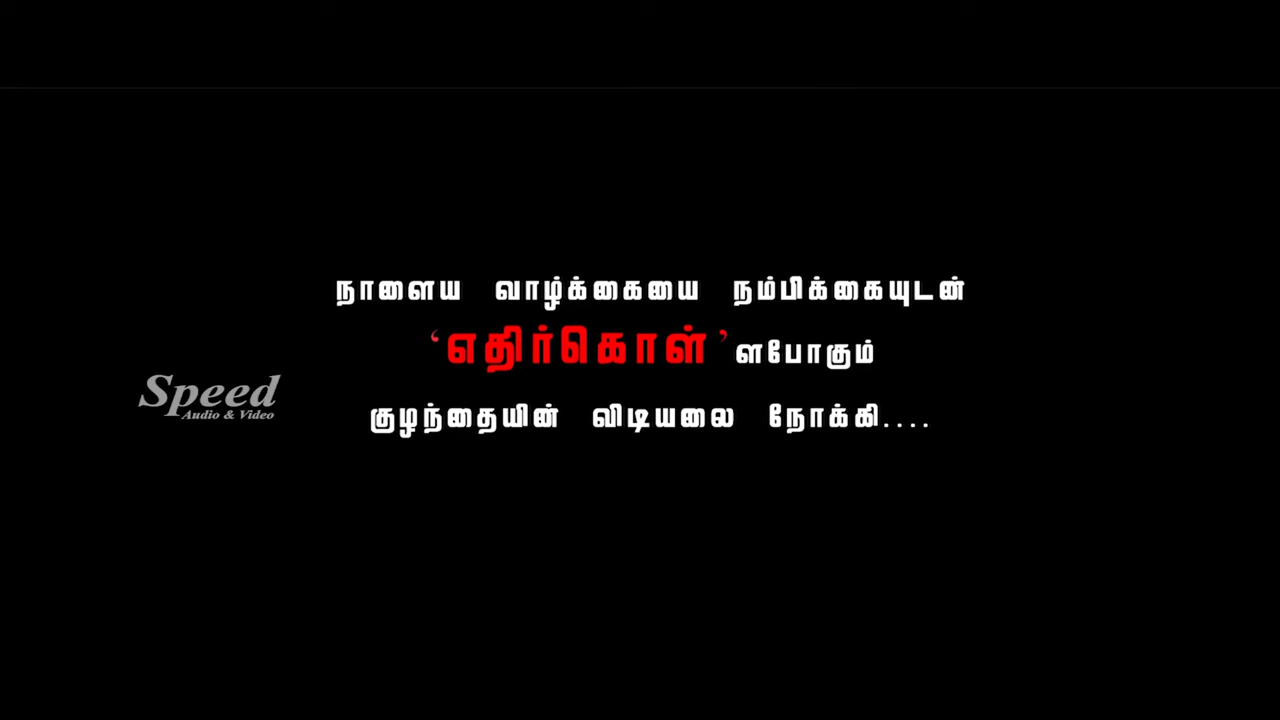 நாளைய வாழ்க்கையை நம்பிக்கையுடன்
‘எதிர்கொள்’ளபோகும்
Speed
Audio & Video
குழந்தையின் விடியலை நோக்கி....